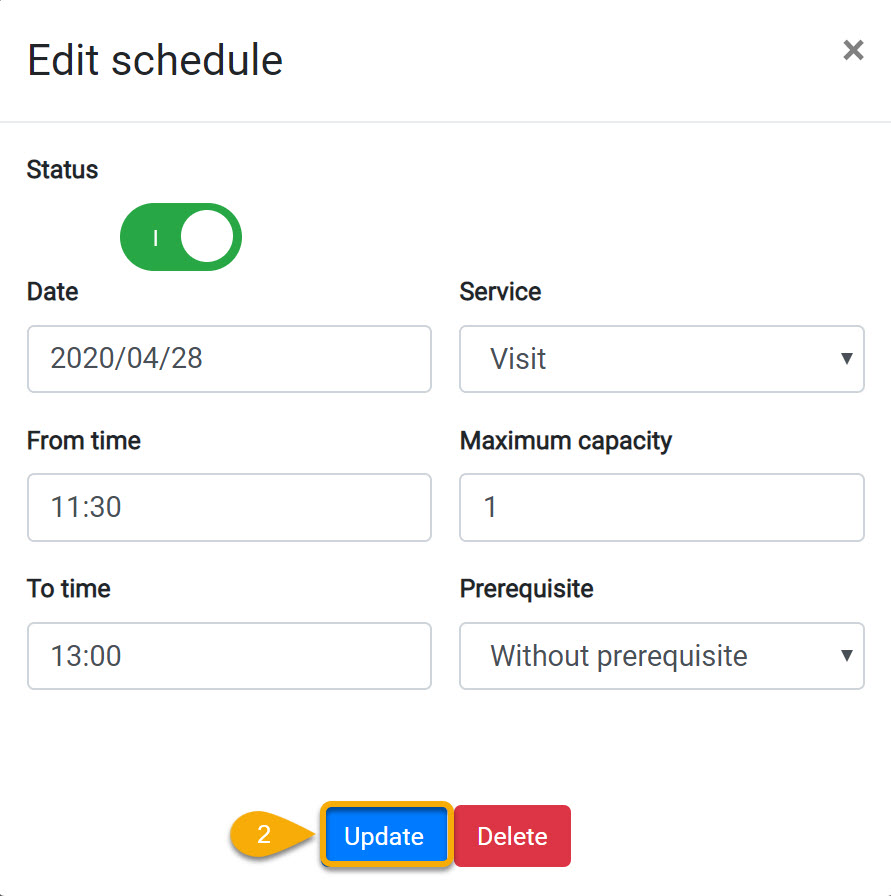 Edit schedule ×
Status
I
Date Service
2020/04/28 Visit
From time Maximum capacity
11:30 1
To time Prerequisite
13:00 Without prerequisite
2 Update Delete